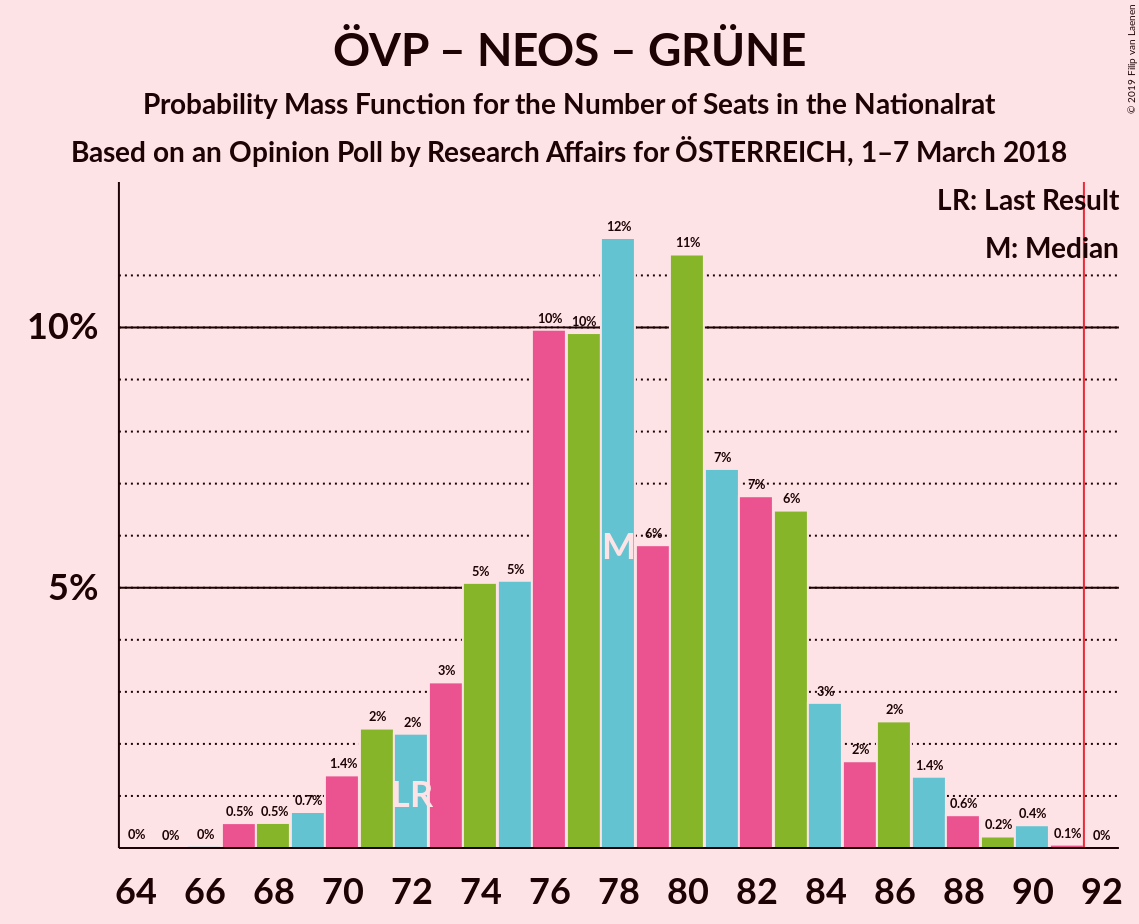 © 2019 Filip van Laenen
ÖVP – NEOS – GRÜNE
Probability Mass Function for the Number of Seats in the Nationalrat
Based on an Opinion Poll by Research Affairs for ÖSTERREICH, 1–7 March 2018
LR: Last Result
M: Median
10%
5%
0% 0% 0% 0.5% 0.5% 0.7% 1.4% 2% 2% 3% 5% 5% 10% 10% 12% 6% 11% 7% 7% 6% 3% 2% 2% 1.4% 0.6% 0.2% 0.4% 0.1% 0%
M
LR
64 66 68 70 72 74 76 78 80 82 84 86 88 90 92